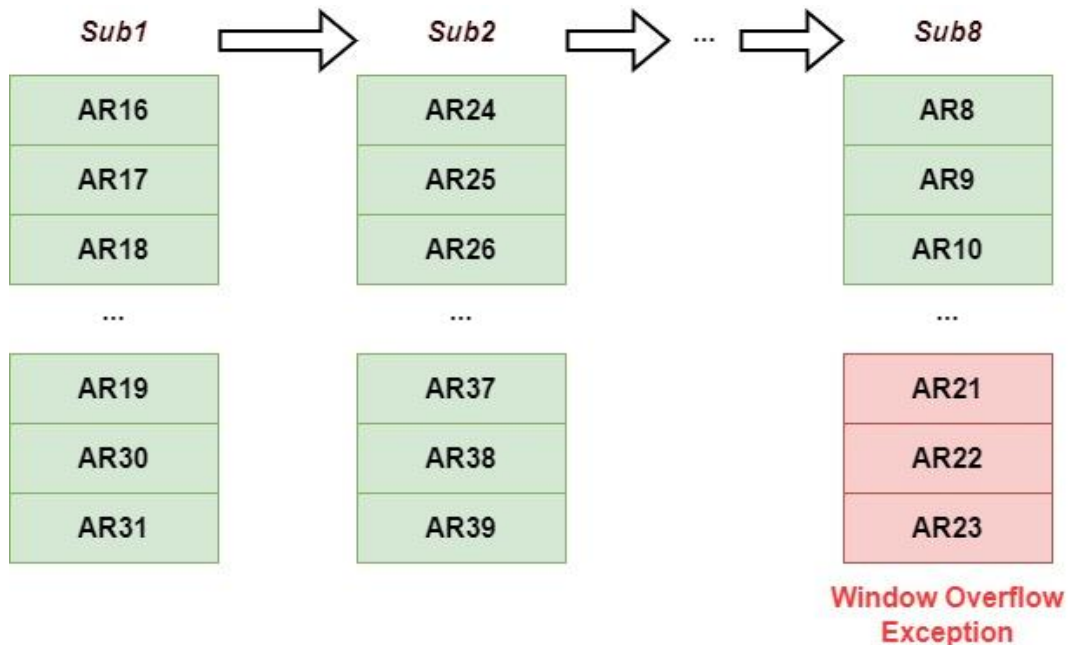 Sub1
Sub2
...
Sub8
AR16
AR24
AR8
AR17
AR25
AR9
AR18
AR26
AR10
...
...
...
AR19
AR37
AR21
AR30
AR38
AR22
AR31
AR39
AR23
Window Overflow
Exception